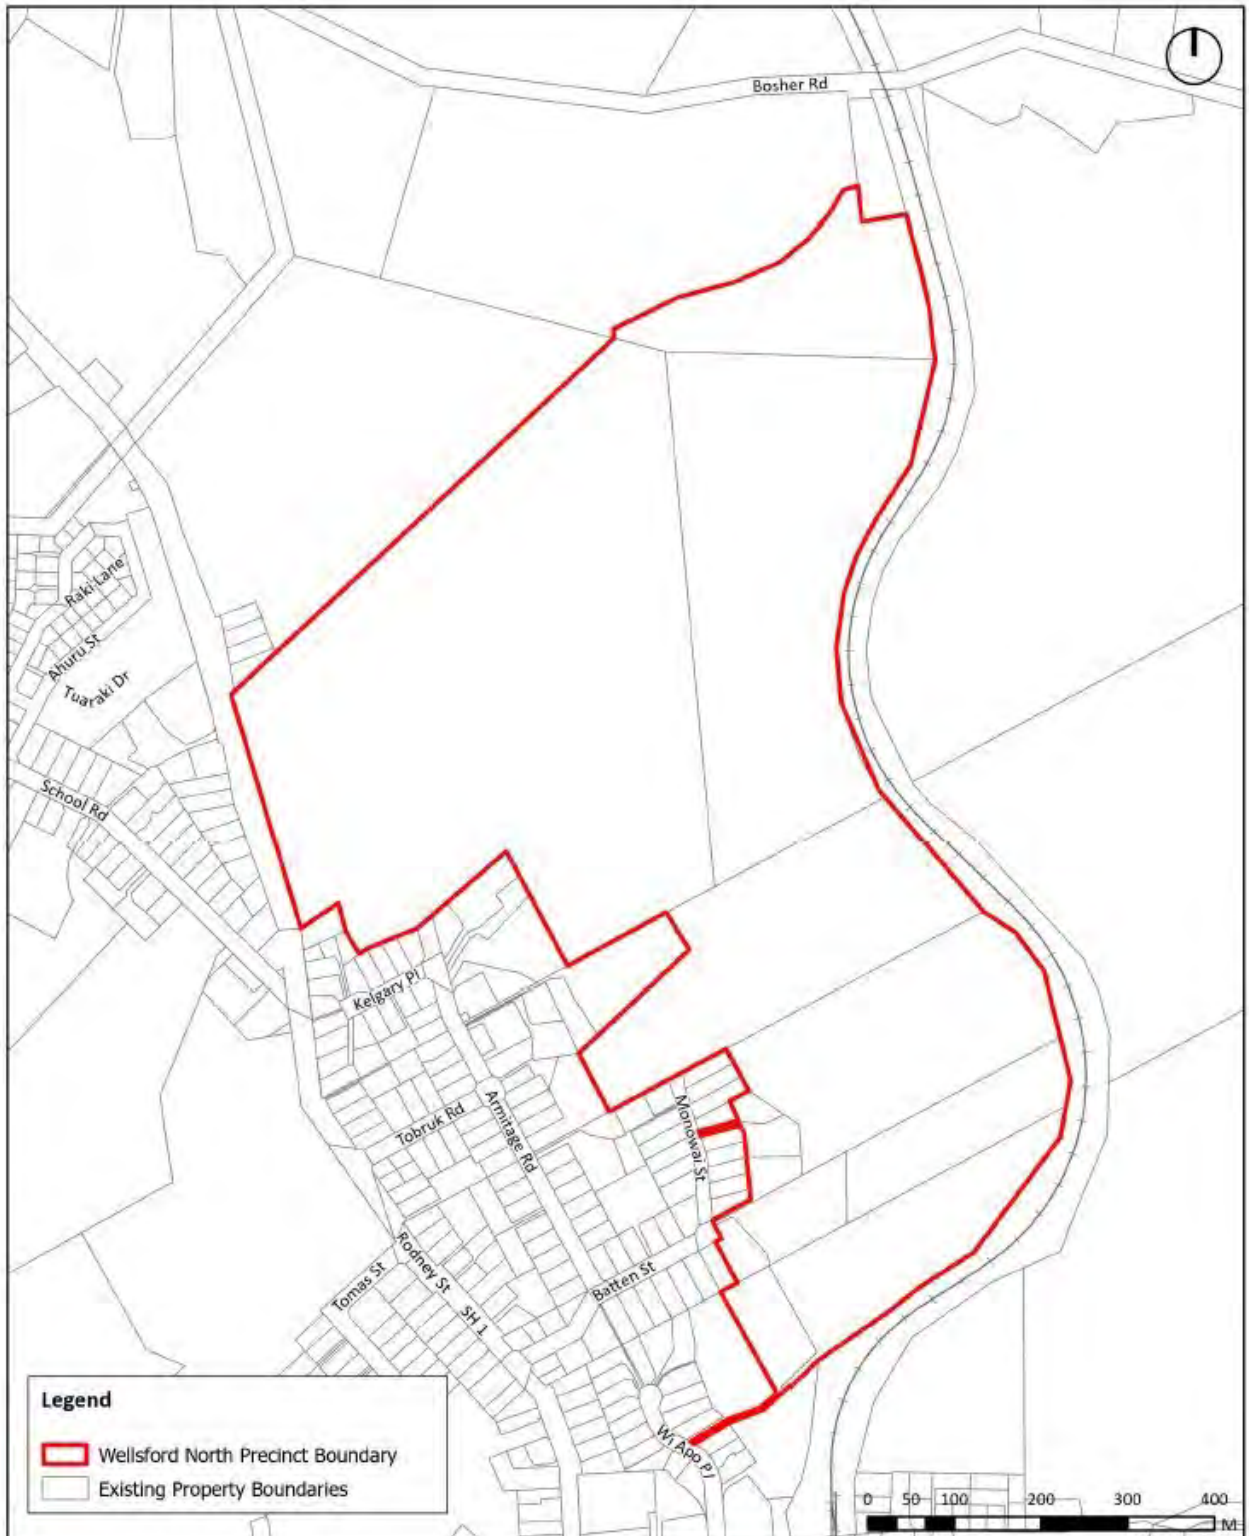 Bosher Rd
Raki Lane
Ahuru St
Tuaraki Dr
School Rd
Kelgary Pl
Tobruk Rd
Armitage Rd
Monowai St
Rodney St
SH 1
Tomas St
Batten St
Wi Apo Pl
Legend
Wellsford North Precinct Boundary
Existing Property Boundaries
0 50 100 200 300 400
M